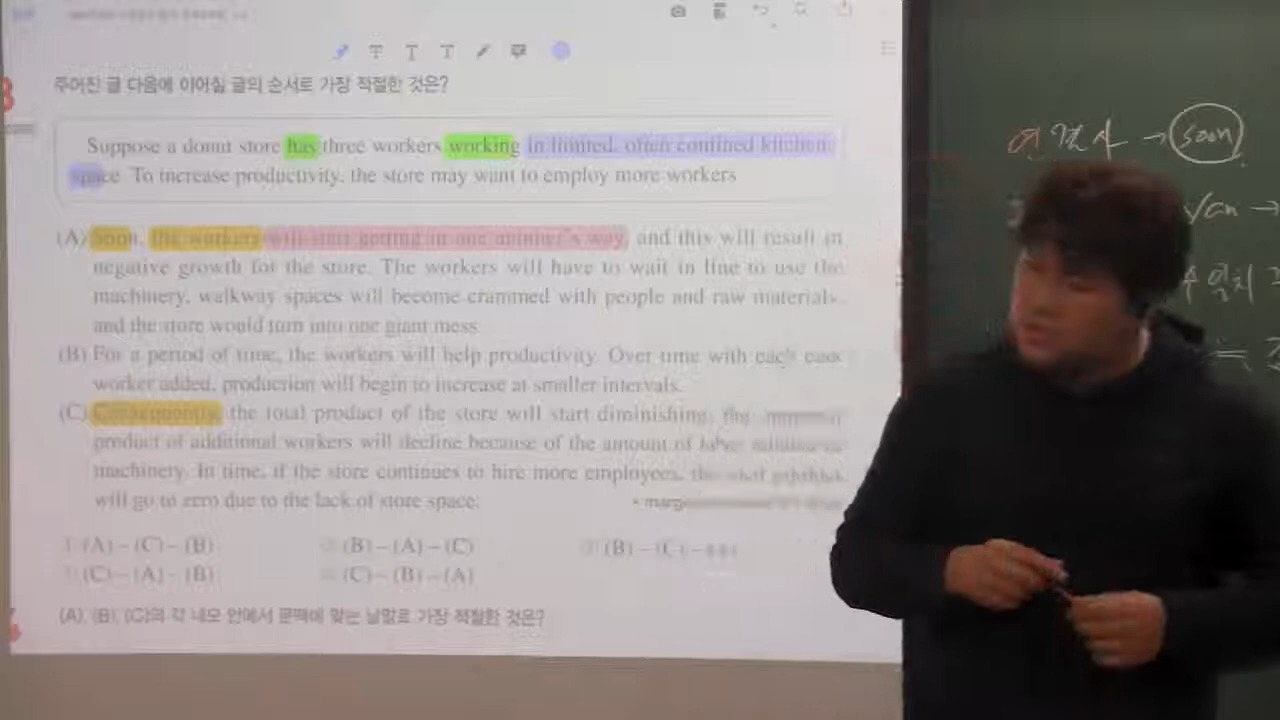 주어진 글 다음에 이어질 글의 순서로 가장 적절한 것은?
Suppose a donut store has three workers working in limited, often confined kitchen
space. To increase productivity, the store may want to employ more workers
(A) Soon, the workers will start getting in one another's way, and this will result in
negative growth for the store. The workers will have to wait in line to use the
machinery, walkway spaces will become crammed with people and raw materials,
and the store would turn into one giant mess.
(B) For a period of time, the workers will help productivity. Over time with each
worker added, production will begin to increase at smaller intervals.
(C) Consequently, the total product of the store will start diminishing, the
product of additional workers will decline because of the amount of
machinery. In time, if the store continues to hire more employees, the
will go to zero due to the lack of store space.
(A) – (C) – (B)
(B) – (A) – (C)
(B) – (C) –
(C) – (A) – (B)
(C) – (B) – (A)
(A), (B), (C)의 각 네모 안에서 문맥에 맞는 낱말로 가장 적절한 것은?
연결사 → soon